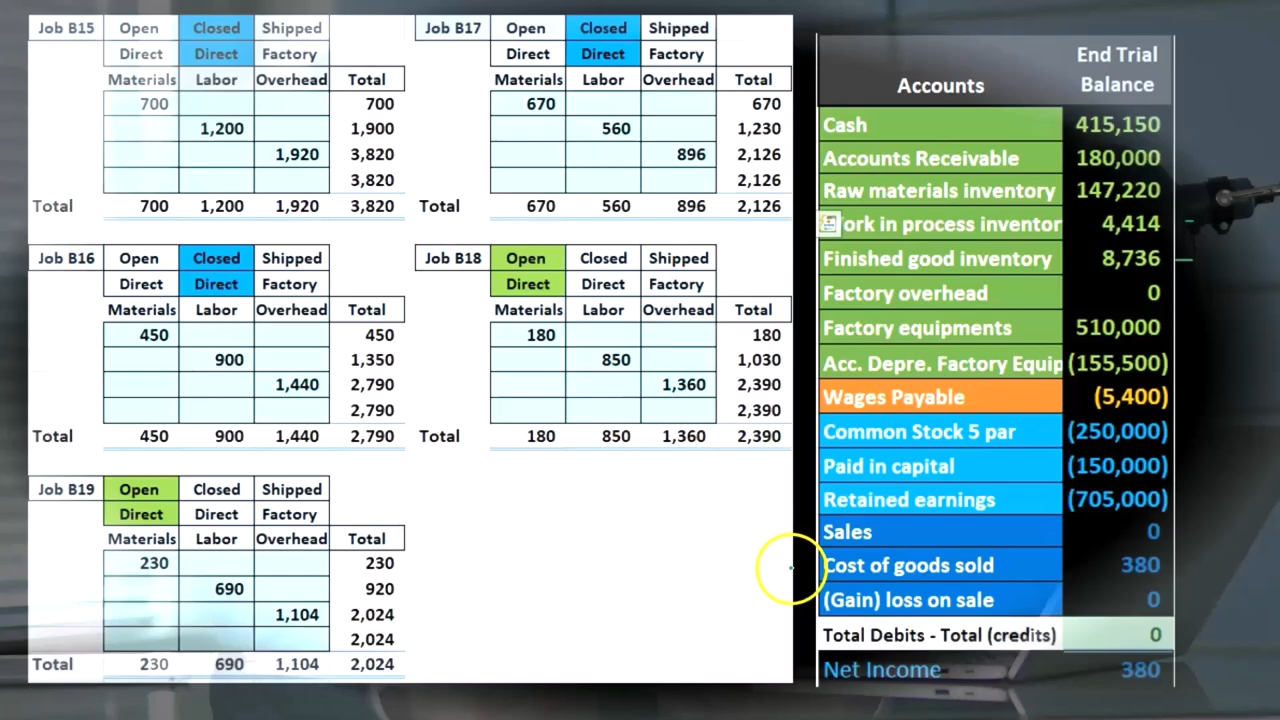 Job B15 Open Closed Shipped
Direct Direct Factory
Materials Labor Overhead Total
700 700
1,200 1,900
1,920 3,820
3,820
Total 700 1,200 1,920 3,820
Job B17 Open Closed Shipped
Direct Direct Factory
Materials Labor Overhead Total
670 670
560 1,230
896 2,126
2,126
Total 670 560 896 2,126
Job B16 Open Closed Shipped
Direct Direct Factory
Materials Labor Overhead Total
450 450
900 1,350
1,440 2,790
2,790
Total 450 900 1,440 2,790
Job B18 Open Closed Shipped
Direct Direct Factory
Materials Labor Overhead Total
180 180
850 1,030
1,360 2,390
2,390
Total 180 850 1,360 2,390
Job B19 Open Closed Shipped
Direct Direct Factory
Materials Labor Overhead Total
230 230
690 920
1,104 2,024
2,024
Total 230 690 1,104 2,024
End Trial
Accounts Balance
Cash 415,150
Accounts Receivable 180,000
Raw materials inventory 147,220
ork in process inventor 4,414
Finished good inventory 8,736
Factory overhead 0
Factory equipments 510,000
Acc. Depre. Factory Equip (155,500)
Wages Payable (5,400)
Common Stock 5 par (250,000)
Paid in capital (150,000)
Retained earnings (705,000)
Sales 0
Cost of goods sold 380
(Gain) loss on sale 0
Total Debits - Total (credits) 0
Net Income 380